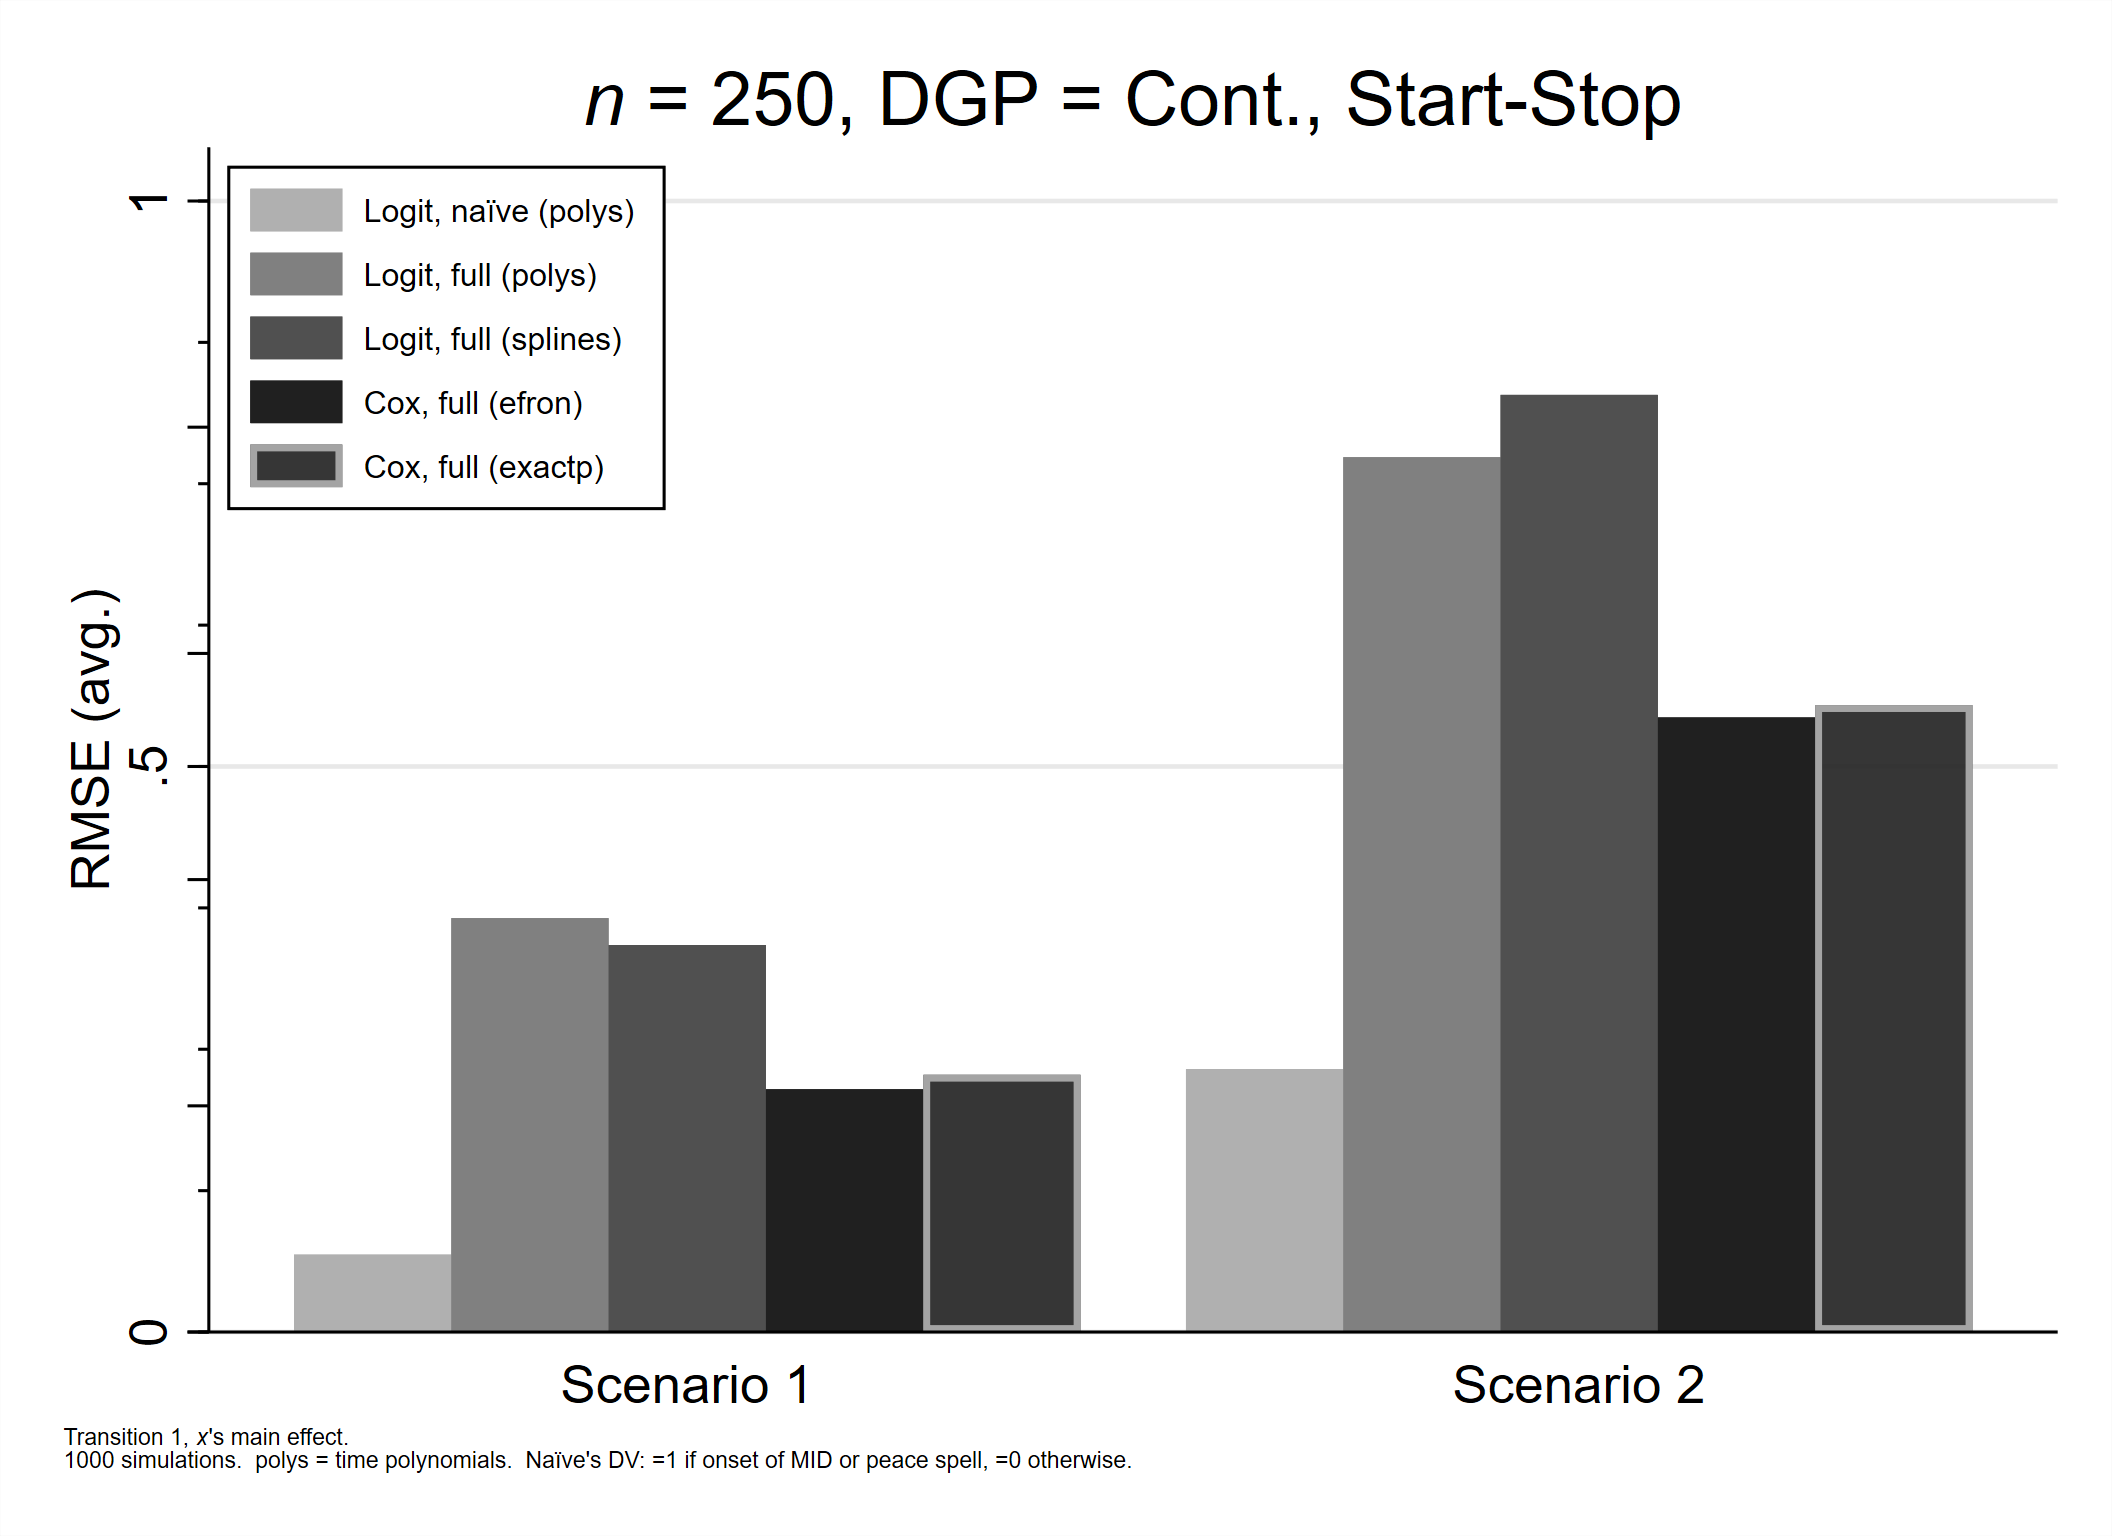 n = 250, DGP = Cont., Start-Stop
Logit, naïve (polys)
Logit, full (polys)
Logit, full (splines)
Cox, full (efron)
Cox, full (exactp)
RMSE (avg.)
1
.5
0
Scenario 1
Scenario 2
Transition 1, x's main effect.
1000 simulations.  polys = time polynomials.  Naïve's DV: =1 if onset of MID or peace spell, =0 otherwise.